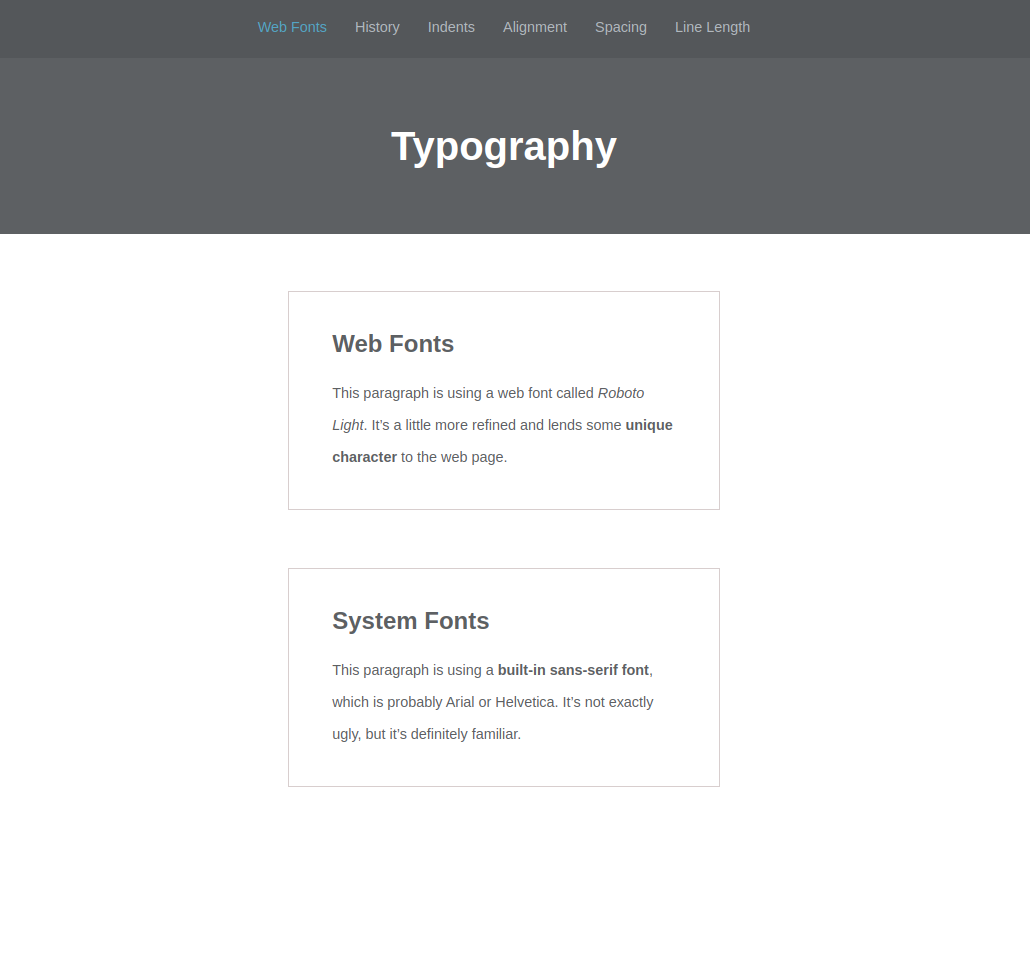 Web Fonts History Indents Alignment Spacing Line Length
Typography
Web Fonts
This paragraph is using a web font called Roboto
Light. It’s a little more refined and lends some unique
character to the web page.
System Fonts
This paragraph is using a built-in sans-serif font,
which is probably Arial or Helvetica. It’s not exactly
ugly, but it’s definitely familiar.